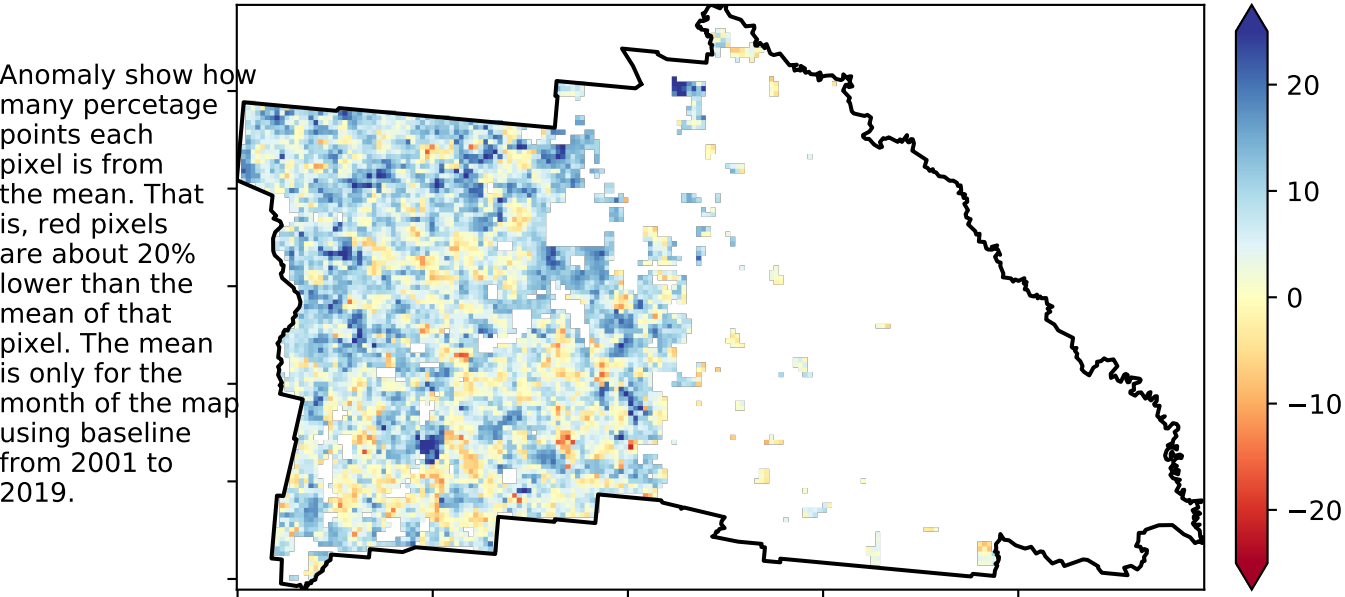 Anomaly show how
many percetage
points each
pixel is from
the mean. That
is, red pixels
are about 20%
lower than the
mean of that
pixel. The mean
is only for the
month of the map
using baseline
from 2001 to
2019.
20
10
0
−10
−20